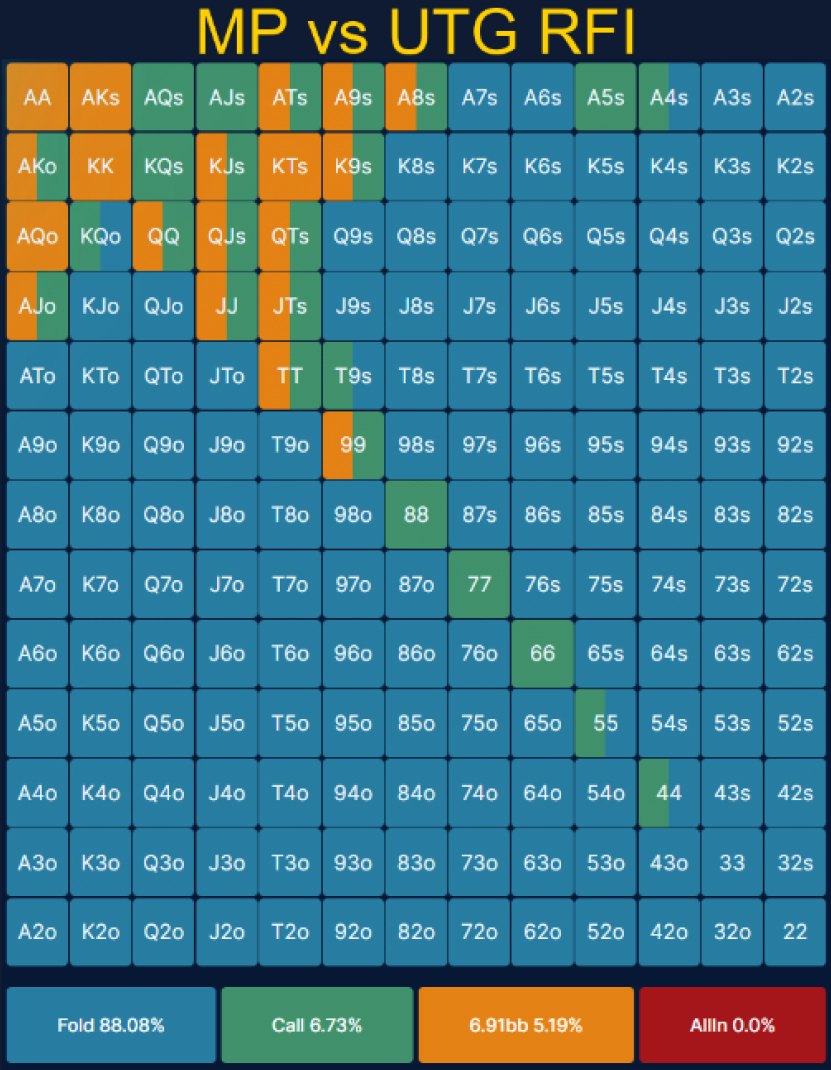 MP vs UTG RFI
AA AKs AQs AJs ATs A9s A8s A7s A6s A5s A4s A3s A2s
AKo KK KQs KJs KTs K9s K8s K7s K6s K5s K4s K3s K2s
AQo KQo QQ QJs QTs Q9s Q8s Q7s Q6s Q5s Q4s Q3s Q2s
AJo KJo QJo JJ JTs J9s J8s J7s J6s J5s J4s J3s J2s
ATo KTo QTo JTo TT T9s T8s T7s T6s T5s T4s T3s T2s
A9o K9o Q9o J9o T9o 99 98s 97s 96s 95s 94s 93s 92s
A8o K8o Q8o J8o T8o 98o 88 87s 86s 85s 84s 83s 82s
A7o K7o Q7o J7o T7o 97o 87o 77 76s 75s 74s 73s 72s
A6o K6o Q6o J6o T6o 96o 86o 76o 66 65s 64s 63s 62s
A5o K5o Q5o J5o T5o 95o 85o 75o 65o 55 54s 53s 52s
A4o K4o Q4o J4o T4o 94o 84o 74o 64o 54o 44 43s 42s
A3o K3o Q3o J3o T3o 93o 83o 73o 63o 53o 43o 33 32s
A2o K2o Q2o J2o T2o 92o 82o 72o 62o 52o 42o 32o 22
Fold 88.08% Call 6.73% 6.91bb 5.19% AllIn 0.0%